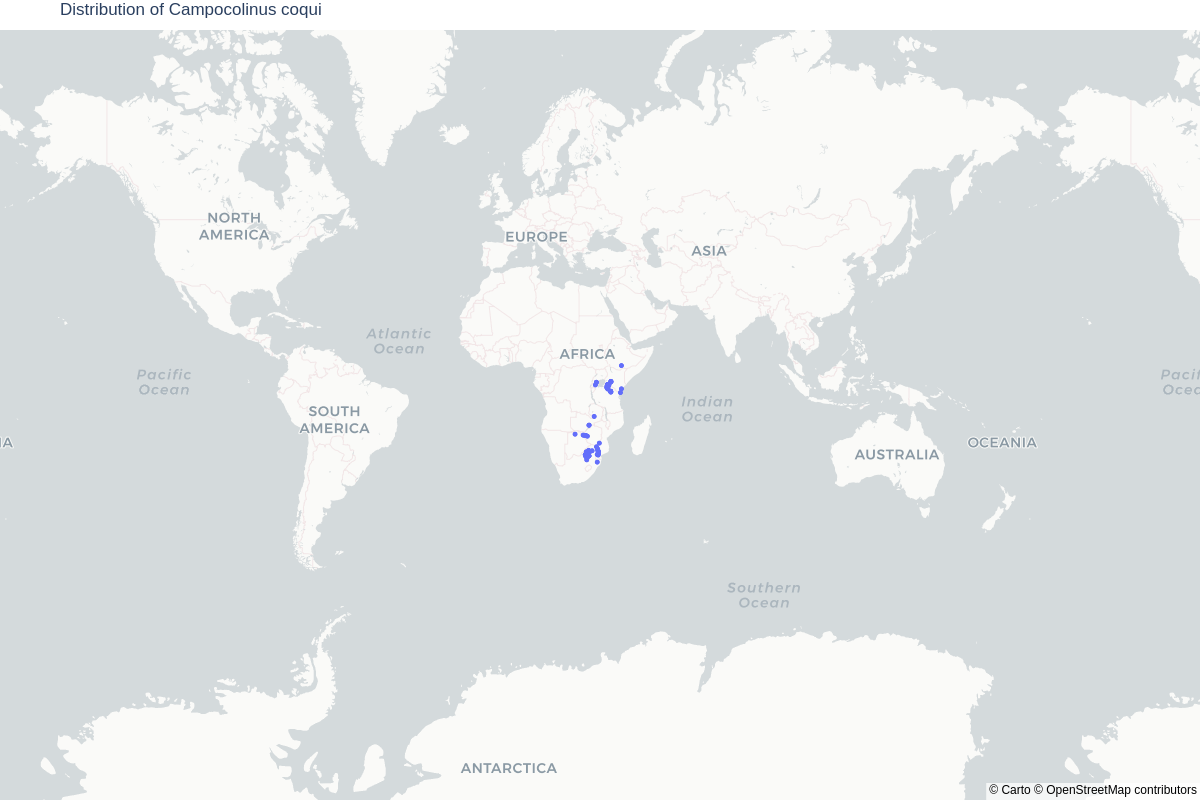 Distribution of Campocolinus coqui
NORTH
AMERICA
EUROPE
ASIA
Atlantic
Ocean
AFRICA
Pacific
Ocean
Indian
Ocean
Pacif
Ocea
SOUTH
AMERICA
IA
AUSTRALIA
OCEANIA
Southern
Ocean
ANTARCTICA
© Carto © OpenStreetMap contributors